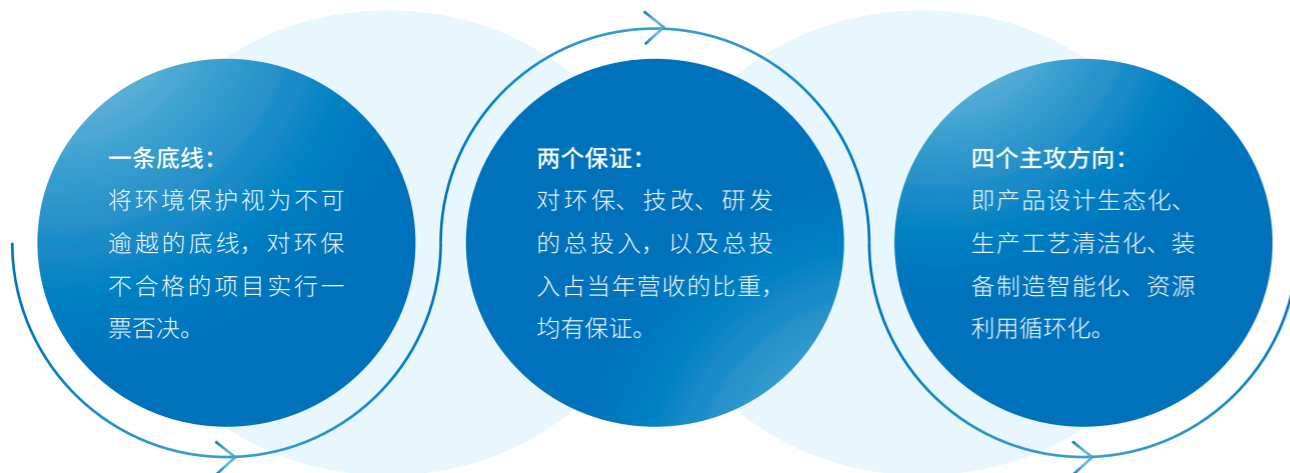 一条底线：
将环境保护视为不可
逾越的底线，对环保
不合格的项目实行一
票否决。
两个保证：
对环保、技改、研发
的总投入，以及总投
入占当年营收的比重，
均有保证。
四个主攻方向：
即产品设计生态化、
生产工艺清洁化、装
备制造智能化、资源
利用循环化。